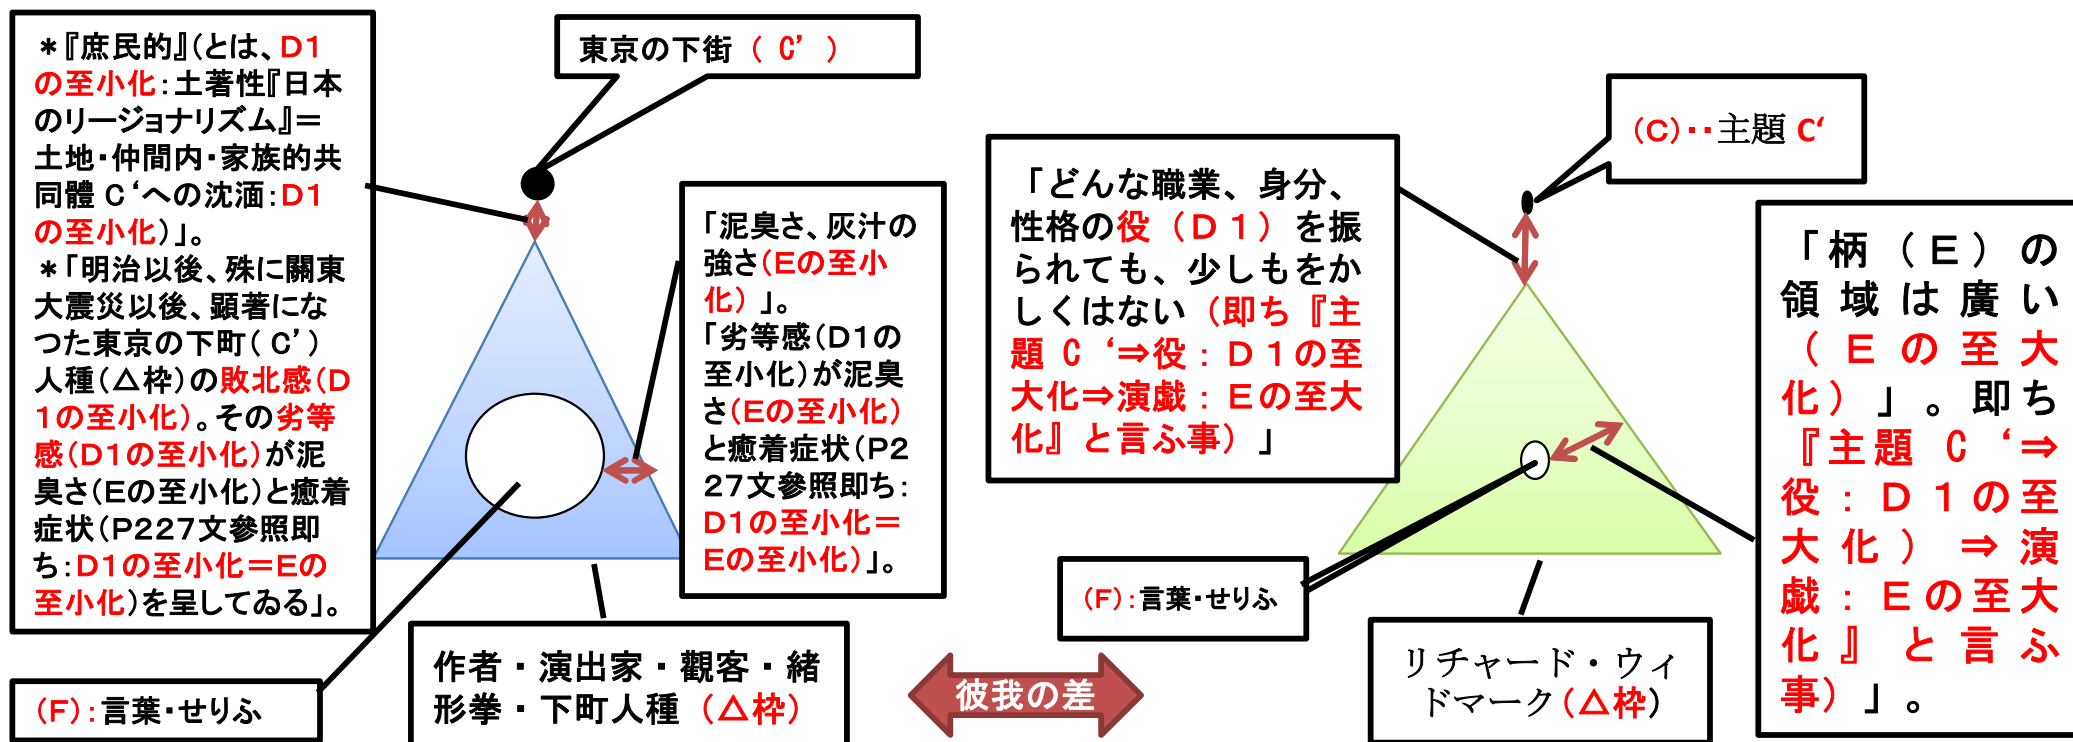 ＊『庶民的』(とは、D1
の至小化：土著性『日本
のリージョナリズム』＝
土地・仲間内・家族的共
同體 C‘への沈湎：D1
の至小化)」。
＊「明治以後、殊に關東
大震災以後、顕著にな
つた東京の下町( C’)
人種(△枠)の敗北感(D
1の至小化)。その劣等
感(D1の至小化)が泥
臭さ(Eの至小化)と癒着
症状(P227文參照即
ち：D1の至小化＝Eの
至小化)を呈してゐる」。
(F)：言葉・せりふ
東京の下街（ C’ ）
「泥臭さ、灰汁の
強さ(Eの至小
化) 」。
「劣等感(D1の
至小化)が泥臭
さ(Eの至小化)
と癒着症状(P2
27文參照即ち：
D1の至小化＝
Eの至小化)」。
作者・演出家・觀客・緒
形拳・下町人種（△枠）
彼我の差
「どんな職業、身分、
性格の役（D１）を振
られても、少しもをか
しくはない（即ち『主
題 C ‘⇒役：D１の至
大化⇒演戯：Eの至大
化』と言ふ事）」
(F)：言葉・せりふ
(C)・・主題 C‘
リチャード・ウィ
ドマーク(△枠)
「柄（E）の
領域は廣い
（Eの至大
化）」。即ち
『主題 C ‘⇒
役：D１の至
大化）⇒演
戯：Eの至大
化』と言ふ
事）」。